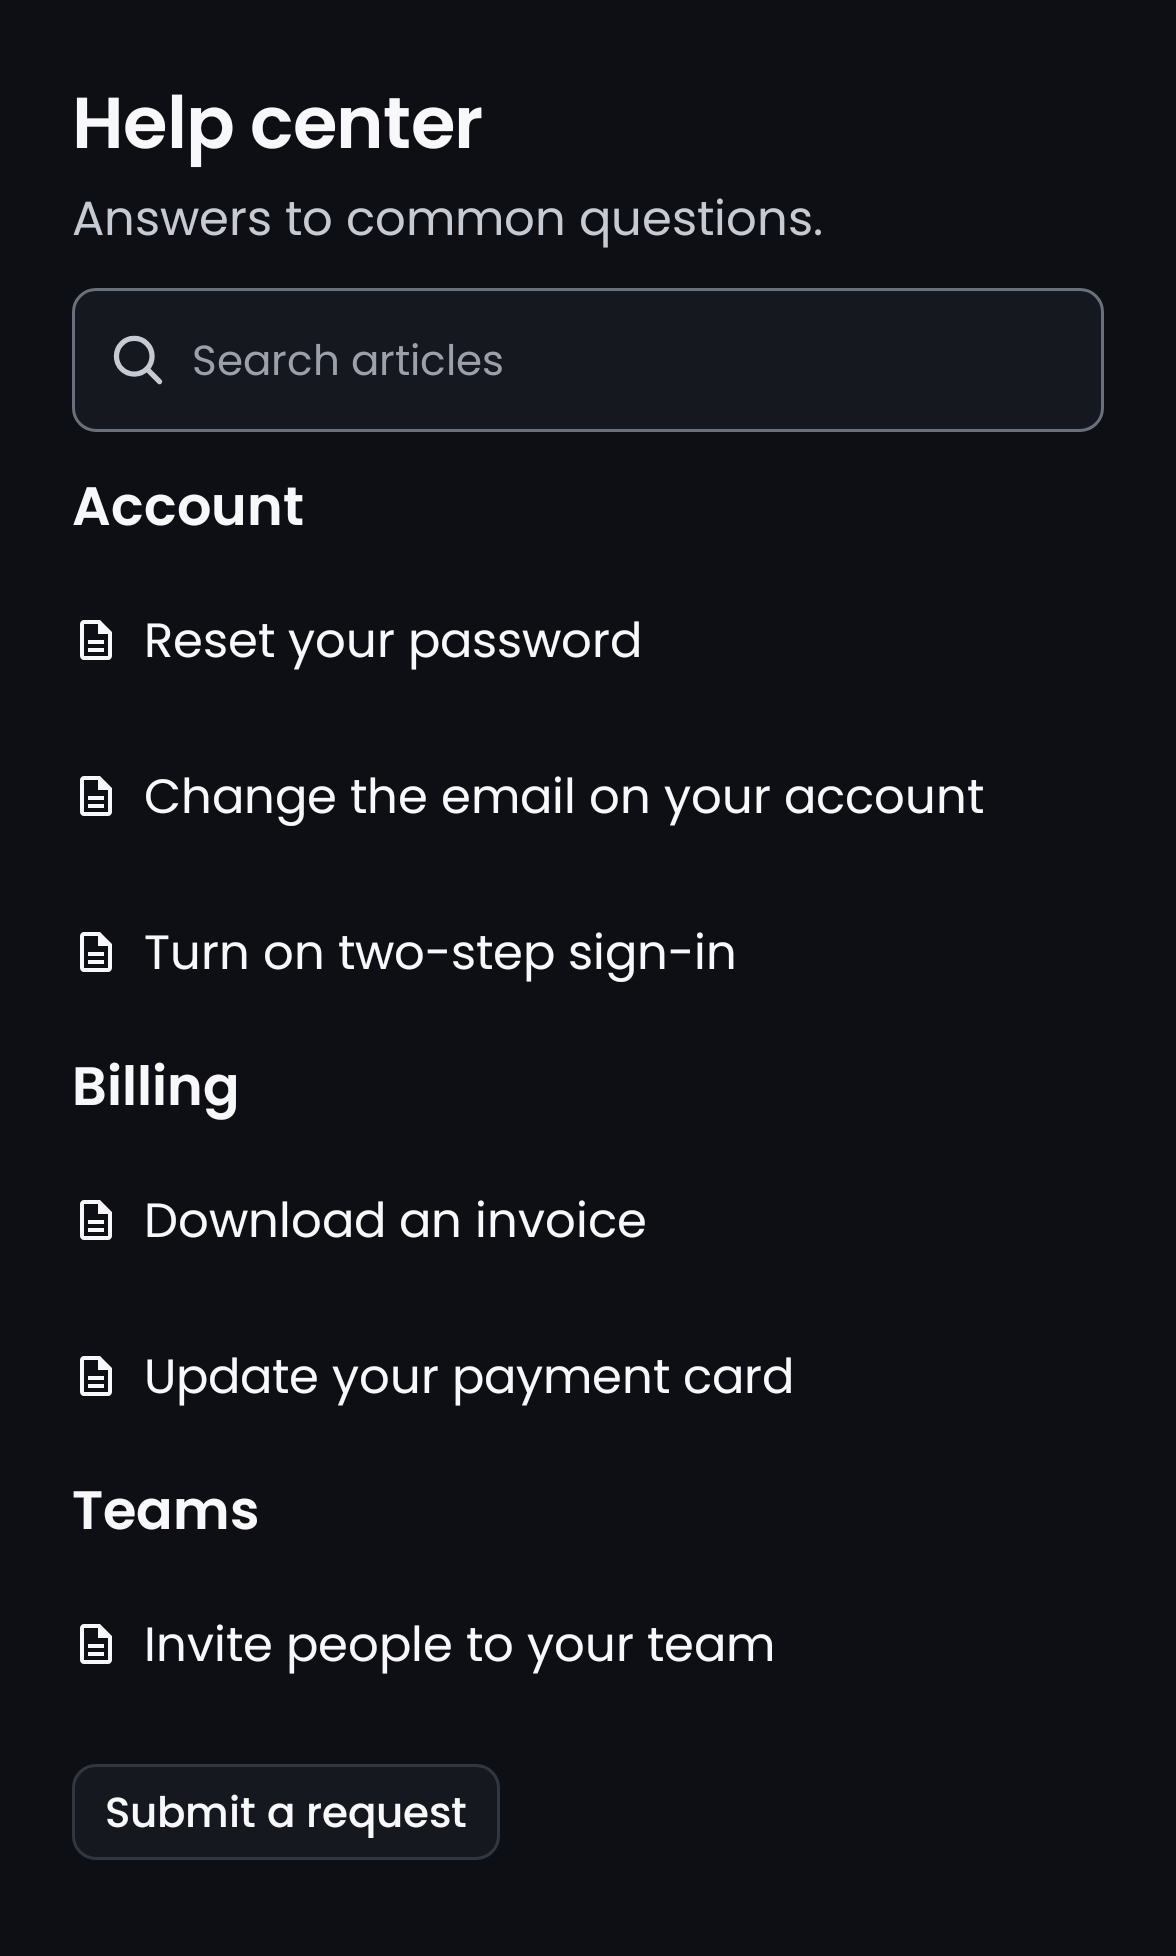 Help center
Answers to common questions.
Search articles
Account
Reset your password
Change the email on your account
Turn on two-step sign-in
Billing
Download an invoice
Update your payment card
Teams
Invite people to your team
Submit a request